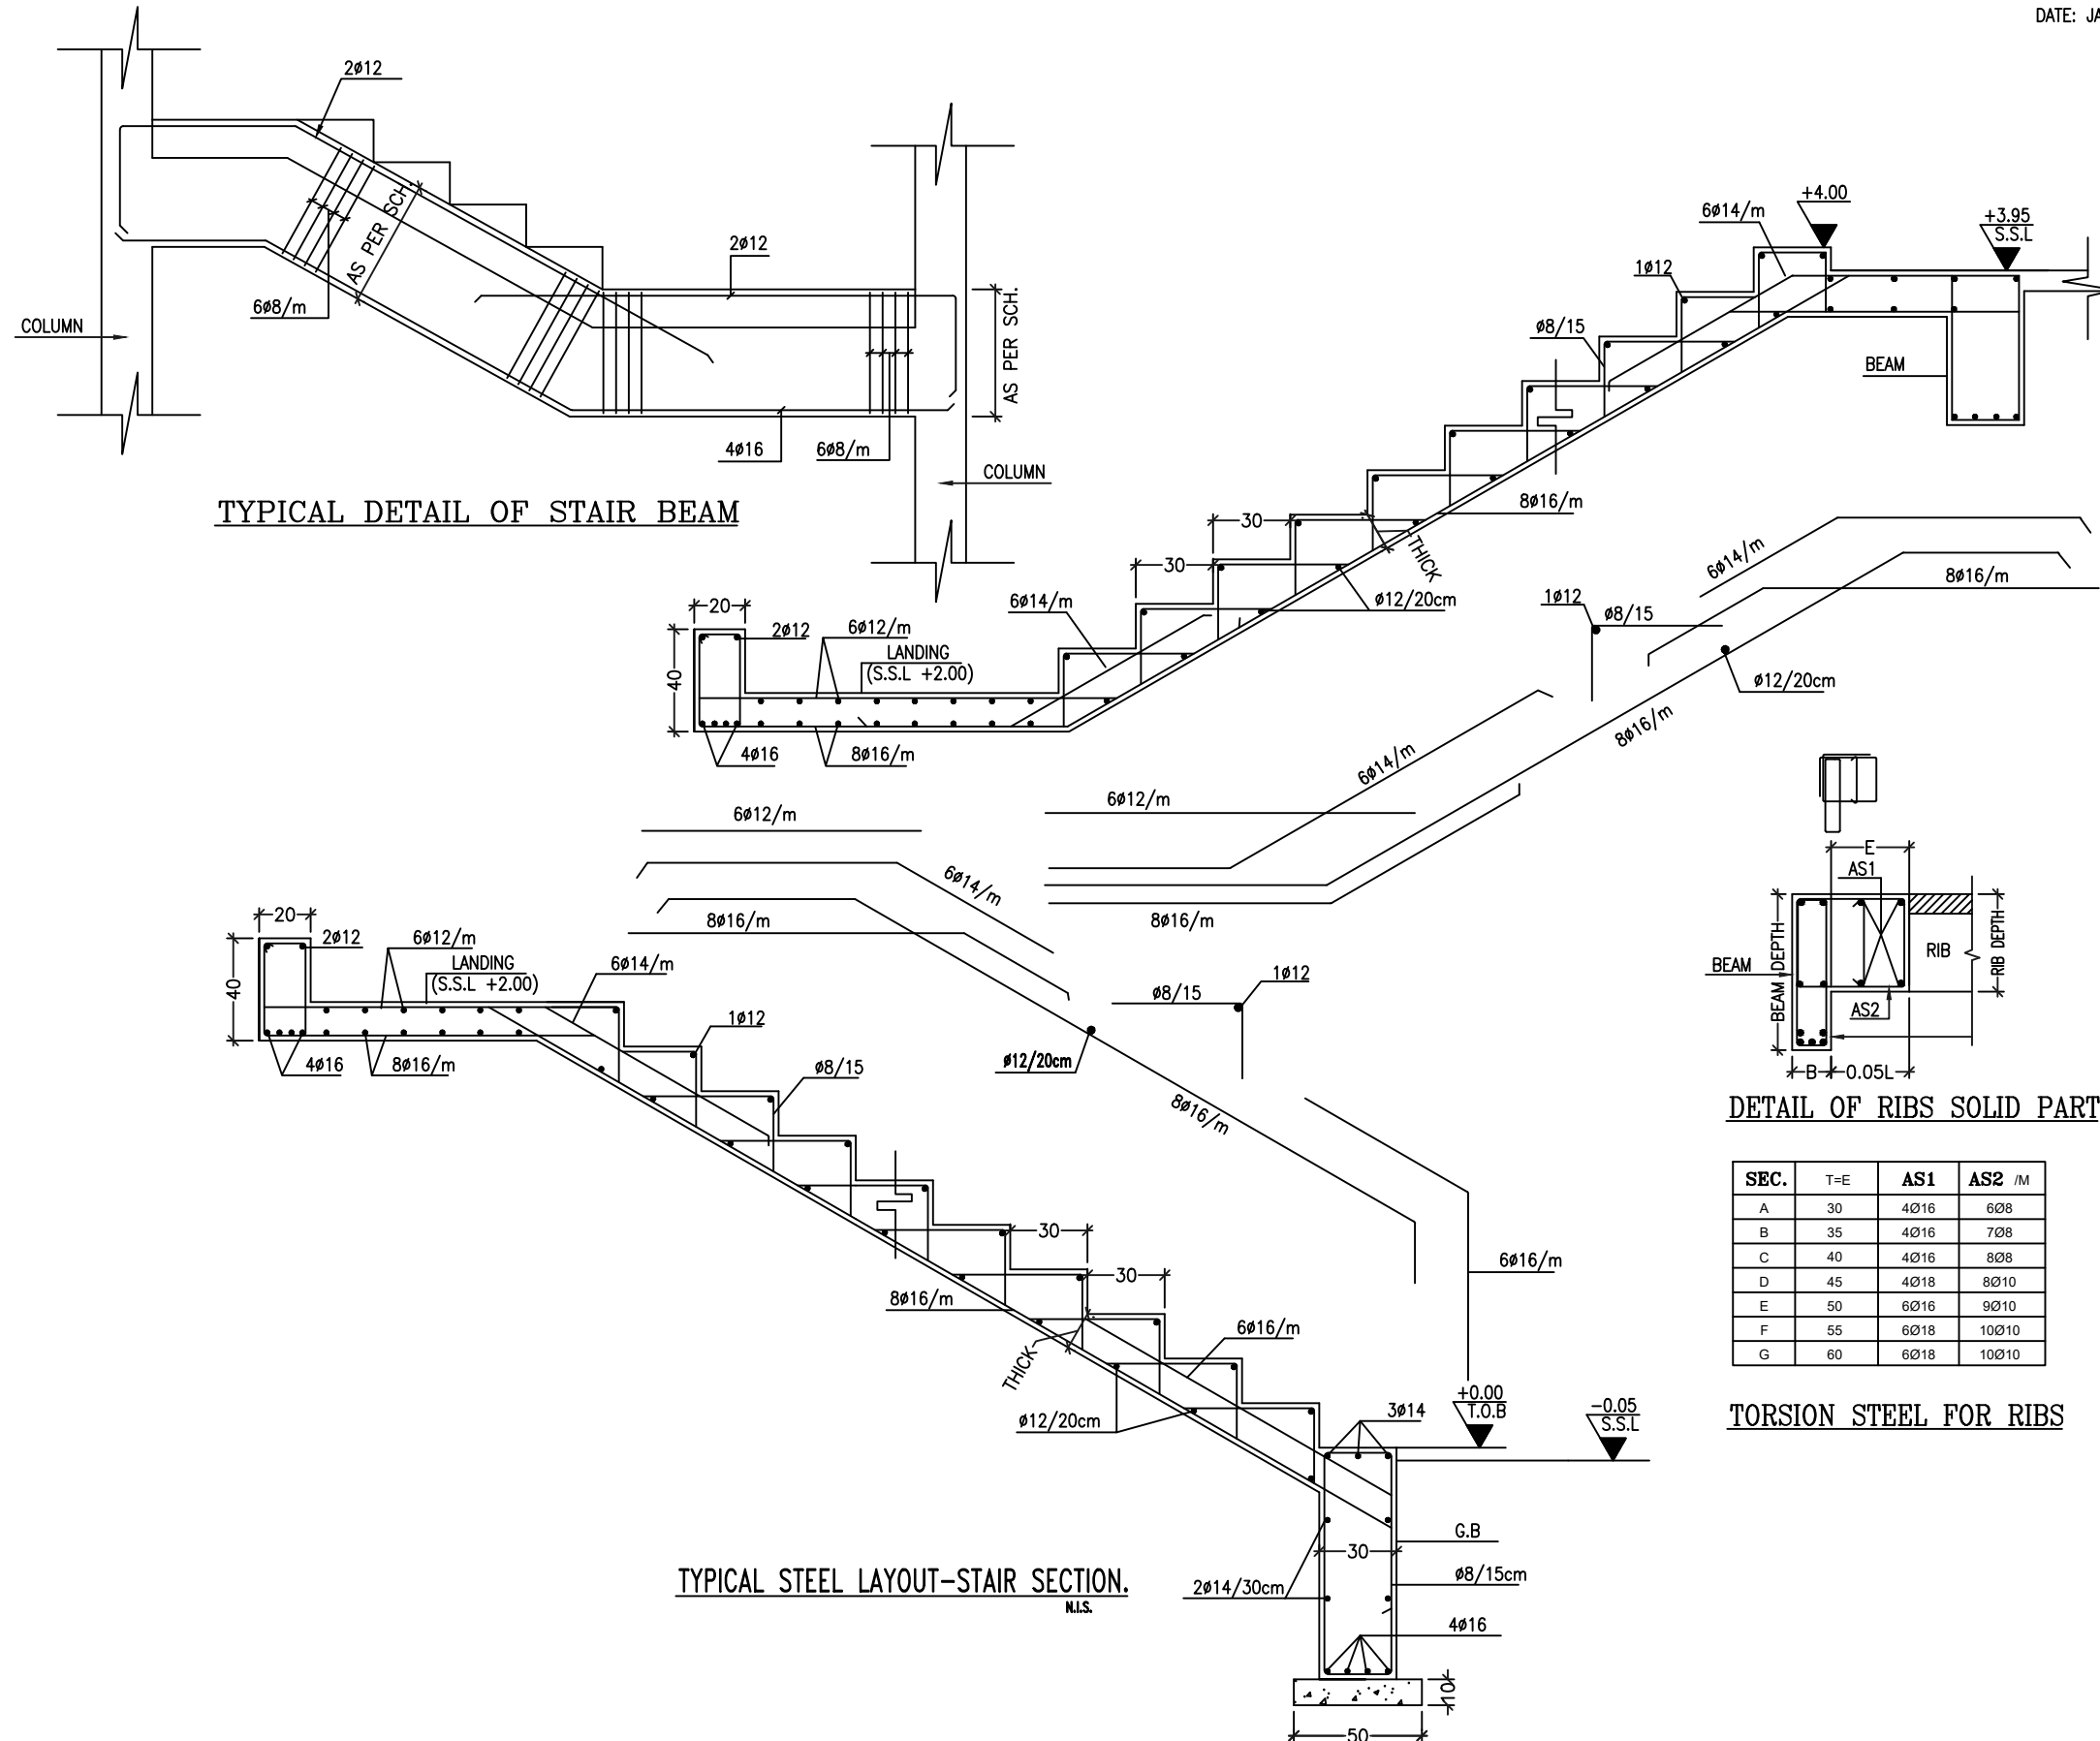 DATE: JA
2ø12
AS PER SCH.
6ø8/m
COLUMN
2ø12
AS PER SCH.
4ø16
6ø8/m
COLUMN
TYPICAL DETAIL OF STAIR BEAM
+4.00
6ø14/m
+3.95
S.S.L
1ø12
ø8/15
BEAM
8ø16/m
30
30
THICK
ø12/20cm
6ø14/m
20
2ø12
6ø12/m
LANDING
(S.S.L +2.00)
40
4ø16
8ø16/m
6ø14/m
8ø16/m
1ø12
ø8/15
ø12/20cm
8ø16/m
6ø14/m
6ø12/m
8ø16/m
6ø12/m
6ø14/m
8ø16/m
1ø12
ø8/15
ø12/20cm
8ø16/m
6ø16/m
20
2ø12
6ø12/m
LANDING
(S.S.L +2.00)
6ø14/m
40
4ø16
8ø16/m
1ø12
ø8/15
30
30
8ø16/m
THICK
6ø16/m
ø12/20cm
3ø14
+0.00
T.O.B
-0.05
S.S.L
G.B
30
2ø14/30cm
ø8/15cm
4ø16
10
50
TYPICAL STEEL LAYOUT-STAIR SECTION.
N.T.S.
E
AS1
BEAM
BEAM DEPTH
RIB
RIB DEPTH
AS2
B
0.05L
DETAIL OF RIBS SOLID PART
SEC. T=E AS1 AS2 /M
A 30 4Ø16 6Ø8
B 35 4Ø16 7Ø8
C 40 4Ø16 8Ø8
D 45 4Ø18 8Ø10
E 50 6Ø16 9Ø10
F 55 6Ø18 10Ø10
G 60 6Ø18 10Ø10
TORSION STEEL FOR RIBS